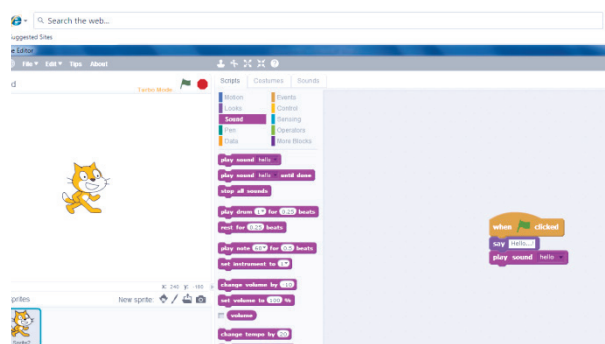 Search the web...
uggested Sites
e Editor
File Edit Tips About
d
Turbo Mode
Scripts Costumes Sounds
Motion Events
Looks Control
Sound Sensing
Pen Operators
Data More Blocks
play sound hello
play sound hello until done
stop all sounds
play drum 1 for 0.25 beats
rest for 0.25 beats
play note 60 for 0.5 beats
set instrument to 1
change volume by -10
set volume to 100 %
volume
change tempo by 20
when clicked
say Hello...!
play sound hello
X: 240 y: -180
prites New sprite: